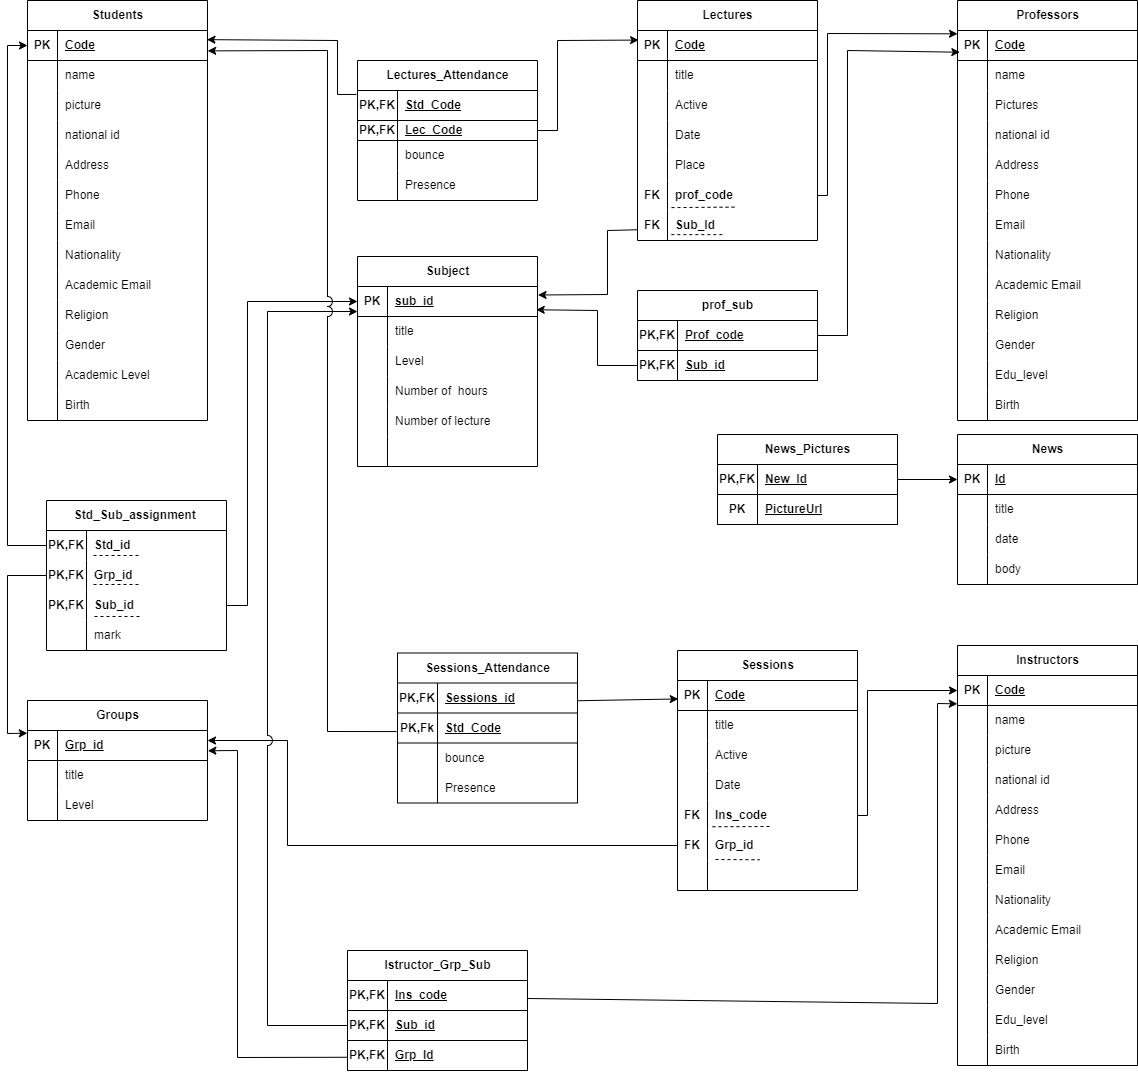 Students
PK Code
name
picture
national id
Address
Phone
Email
Nationality
Academic Email
Religion
Gender
Academic Level
Birth
Lectures_Attendance
PK,FK Std_Code
PK,FK Lec_Code
bounce
Presence
Lectures
PK Code
title
Active
Date
Place
FK prof_code
FK Sub_Id
Professors
PK Code
name
Pictures
national id
Address
Phone
Email
Nationality
Academic Email
Religion
Gender
Edu_level
Birth
Subject
PK sub_id
title
Level
Number of hours
Number of lecture
prof_sub
PK,FK Prof_code
PK,FK Sub_id
News_Pictures
PK,FK New_Id
PK PictureUrl
News
PK Id
title
date
body
Std_Sub_assignment
PK,FK Std_id
PK,FK Grp_id
PK,FK Sub_id
mark
Groups
PK Grp_id
title
Level
Sessions_Attendance
PK,FK Sessions_id
PK,Fk Std_Code
bounce
Presence
Sessions
PK Code
title
Active
Date
FK Ins_code
FK Grp_id
Instructors
PK Code
name
picture
national id
Address
Phone
Email
Nationality
Academic Email
Religion
Gender
Edu_level
Birth
Istructor_Grp_Sub
PK,FK Ins_code
PK,FK Sub_id
PK,FK Grp_Id